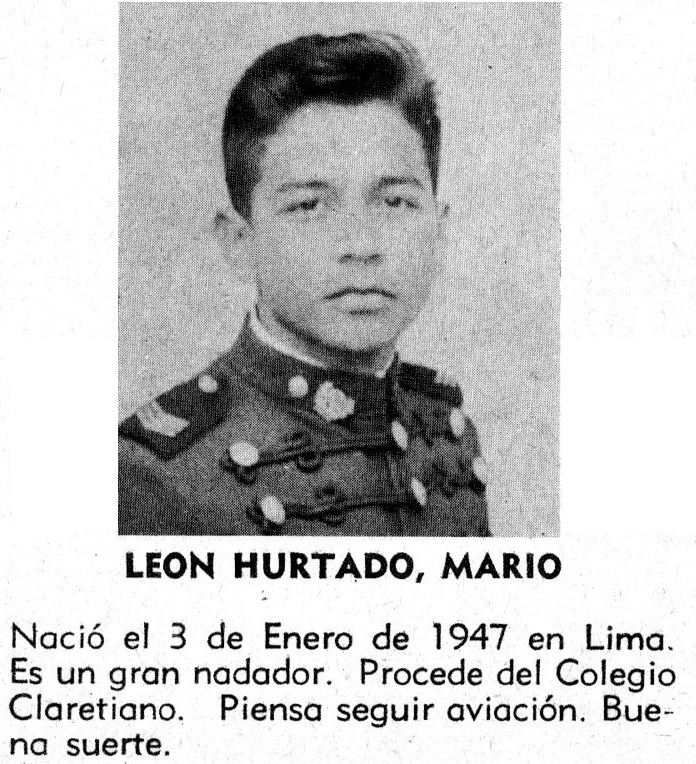 LEON HURTADO, MARIO
Nació el 3 de Enero de 1947 en Lima.
Es un gran nadador. Procede del Colegio
Claretiano. Piensa seguir aviación. Bue-
na suerte.